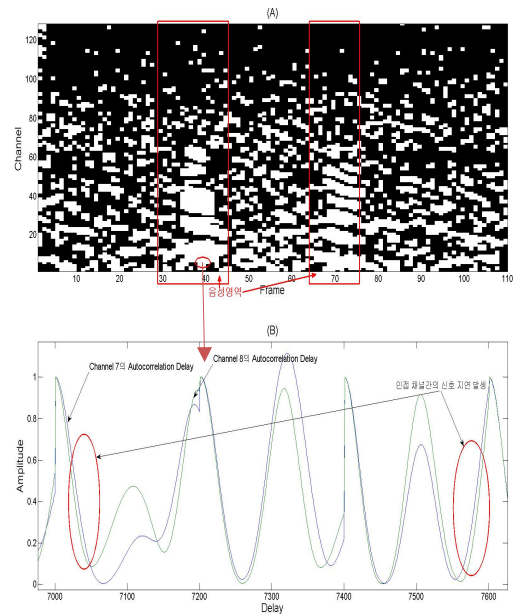 (A)
120
100
80
60
40
20
Channel
10 20 30 40 50 60 70 80 90 100 110
Frame
음성영역
(B)
Channel 7의 Autocorrelation Delay
Channel 8의 Autocorrelation Delay
인접 채널간의 신호 지연 발생
1
0.8
0.6
0.4
0.2
0
Amplitude
7000 7100 7200 7300 7400 7500 7600
Delay